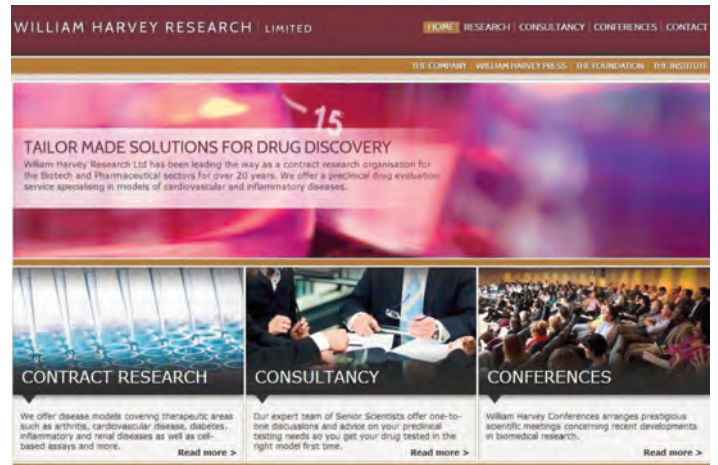 WILLIAM HARVEY RESEARCH | LIMITED
HOME | RESEARCH | CONSULTANCY | CONFERENCES | CONTACT
THE COMPANY | WILLIAM HARVEY PRESS | THE FOUNDATION | THE INSTITUTE
15
TAILOR MADE SOLUTIONS FOR DRUG DISCOVERY
William Harvey Research Ltd has been leading the way as a contract research organisation for
the Biotech and Pharmaceutical sectors for over 20 years. We offer a preclinical drug evaluation
service specialising in models of cardiovascular and inflammatory diseases.
CONTRACT RESEARCH
We offer disease models covering therapeutic areas
such as arthritis, cardiovascular disease, diabetes,
inflammatory and renal diseases as well as cell-
based assays and more.
Read more >
CONSULTANCY
Our expert team of Senior Scientists offer one-to-
one discussions and advice on your preclinical
testing needs so you get your drug tested in the
right model first time.
Read more >
CONFERENCES
William Harvey Conferences arranges prestigious
scientific meetings concerning recent developments
in biomedical research.
Read more >